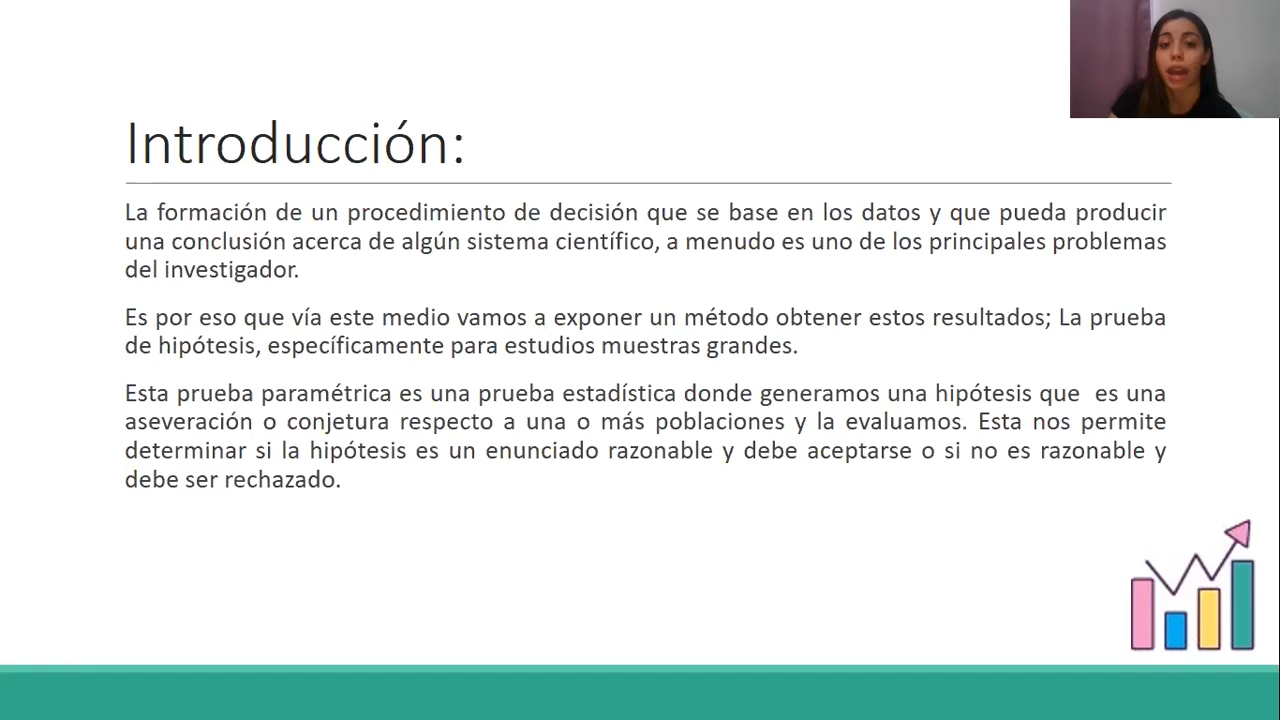 Introducción:
La formación de un procedimiento de decisión que se base en los datos y que pueda producir
una conclusión acerca de algún sistema científico, a menudo es uno de los principales problemas
del investigador.
Es por eso que vía este medio vamos a exponer un método obtener estos resultados; La prueba
de hipótesis, específicamente para estudios muestras grandes.
Esta prueba paramétrica es una prueba estadística donde generamos una hipótesis que  es una
aseveración o conjetura respecto a una o más poblaciones y la evaluamos. Esta nos permite
determinar si la hipótesis es un enunciado razonable y debe aceptarse o si no es razonable y
debe ser rechazado.